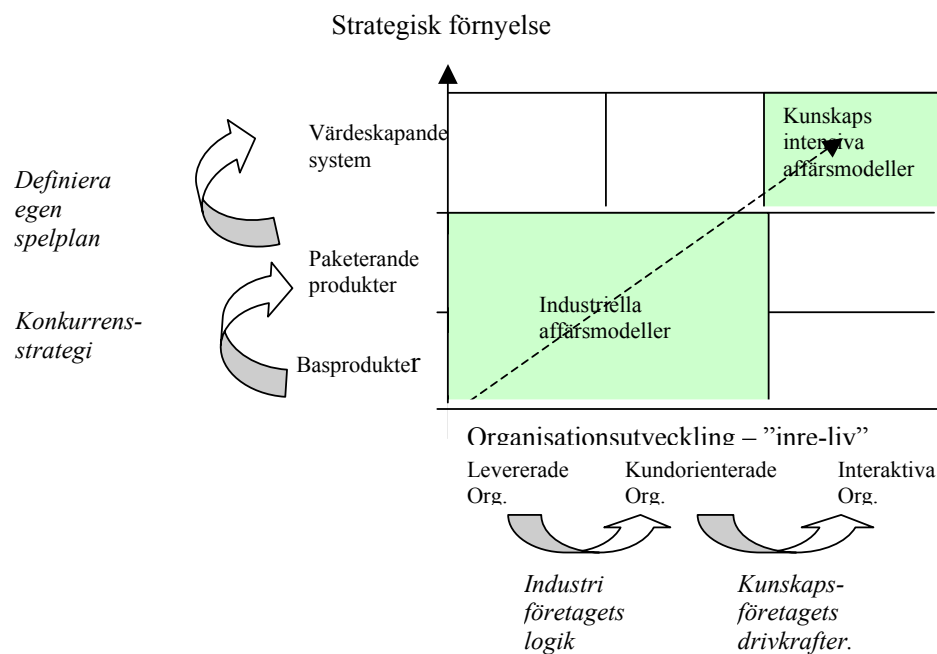 Strategisk förnyelse
Värdeskapande
system
Kunskaps
intensiva
affärsmodeller
Definiera
egen
spelplan
Paketerande
produkter
Industriella
affärsmodeller
Konkurrens-
strategi
Basprodukter
Organisationsutveckling – ”inre-liv”
Levererade
Org.
Kundorienterade
Org.
Interaktiva
Org.
Industri
företagets
logik
Kunskaps-
företagets
drivkrafter.